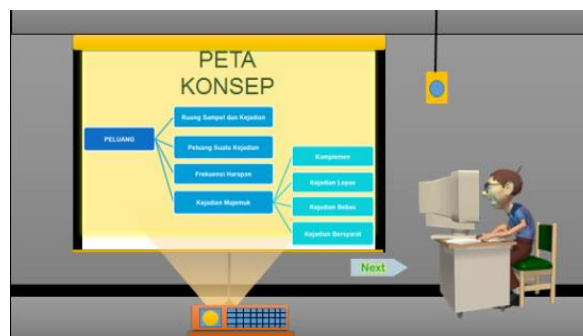 PETA
KONSEP
PELUANG
Ruang Sampel dan Kejadian
Peluang Suatu Kejadian
Frekuensi Harapan
Kejadian Majemuk
Komplemen
Kejadian Lepas
Kejadian Bebas
Kejadian Bersyarat
Next